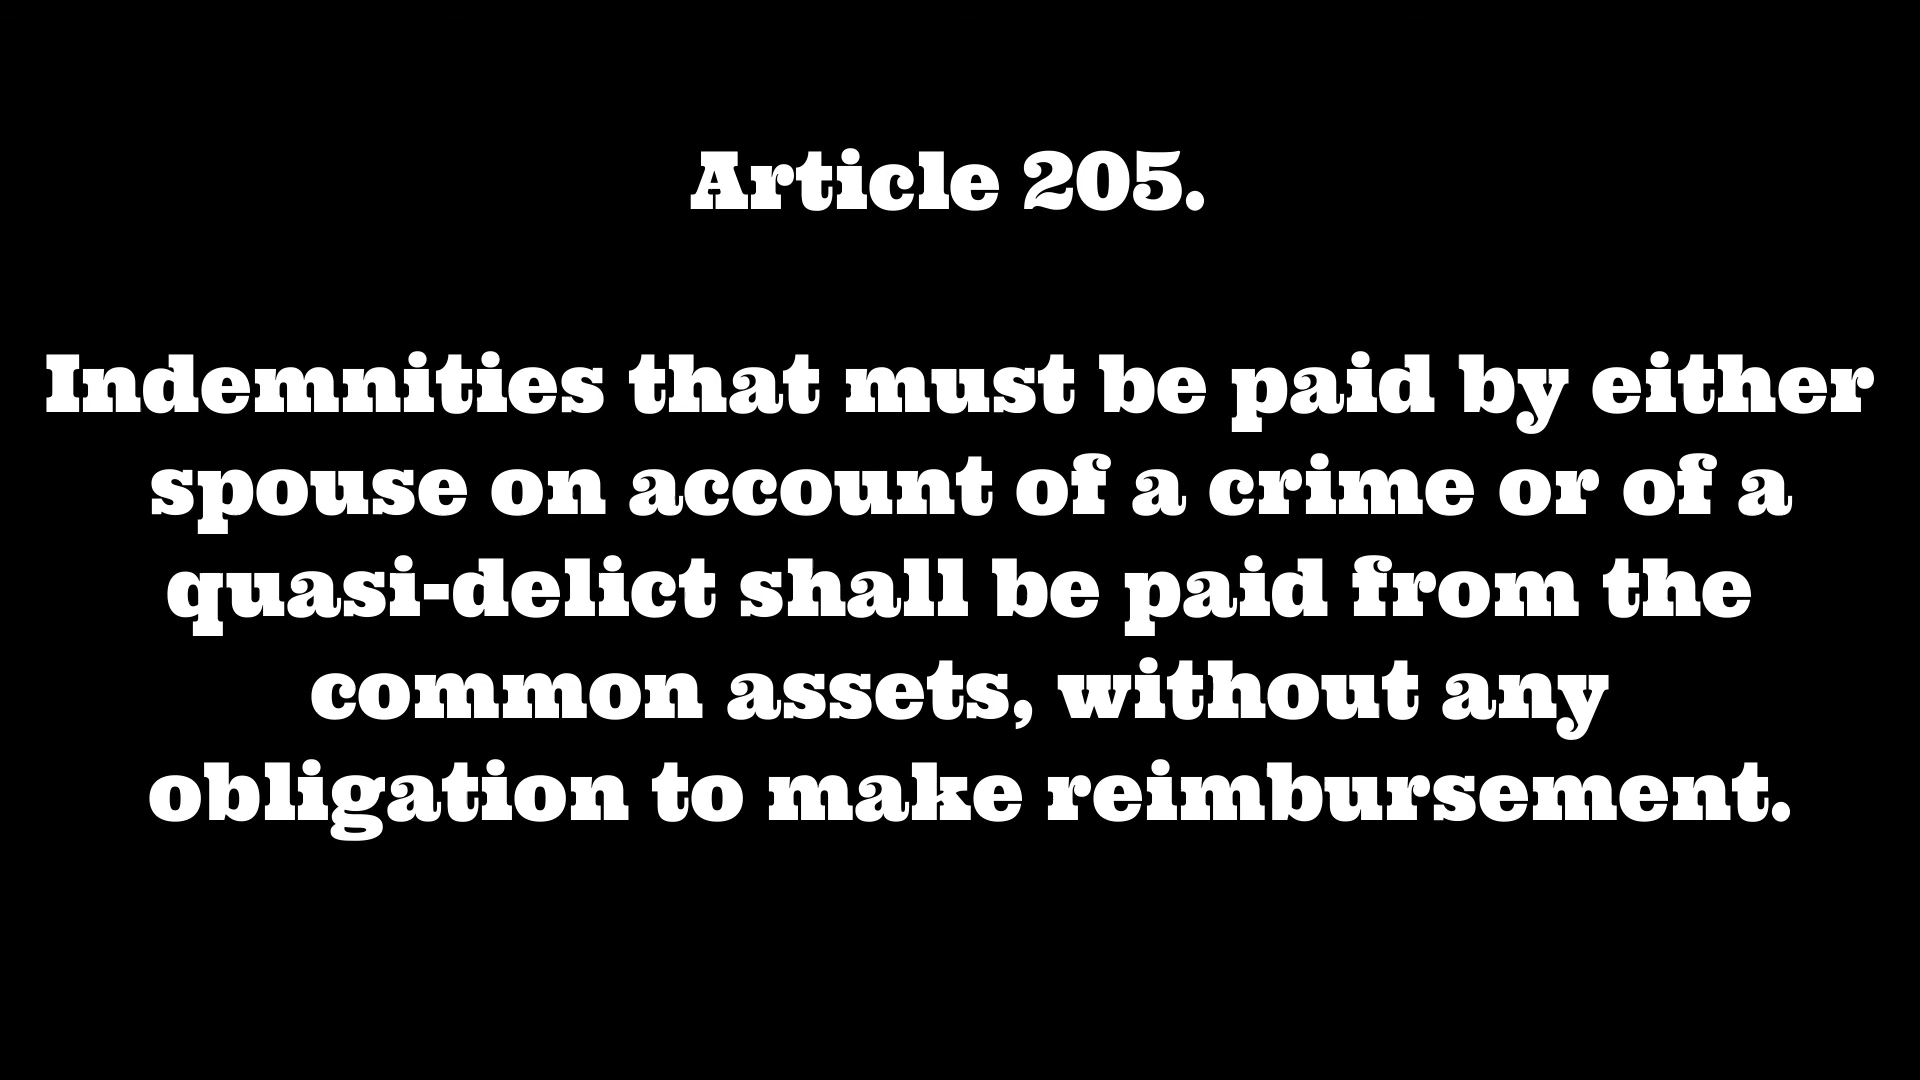 Article 205.
Indemnities that must be paid by either
spouse on account of a crime or of a
quasi-delict shall be paid from the
common assets, without any
obligation to make reimbursement.